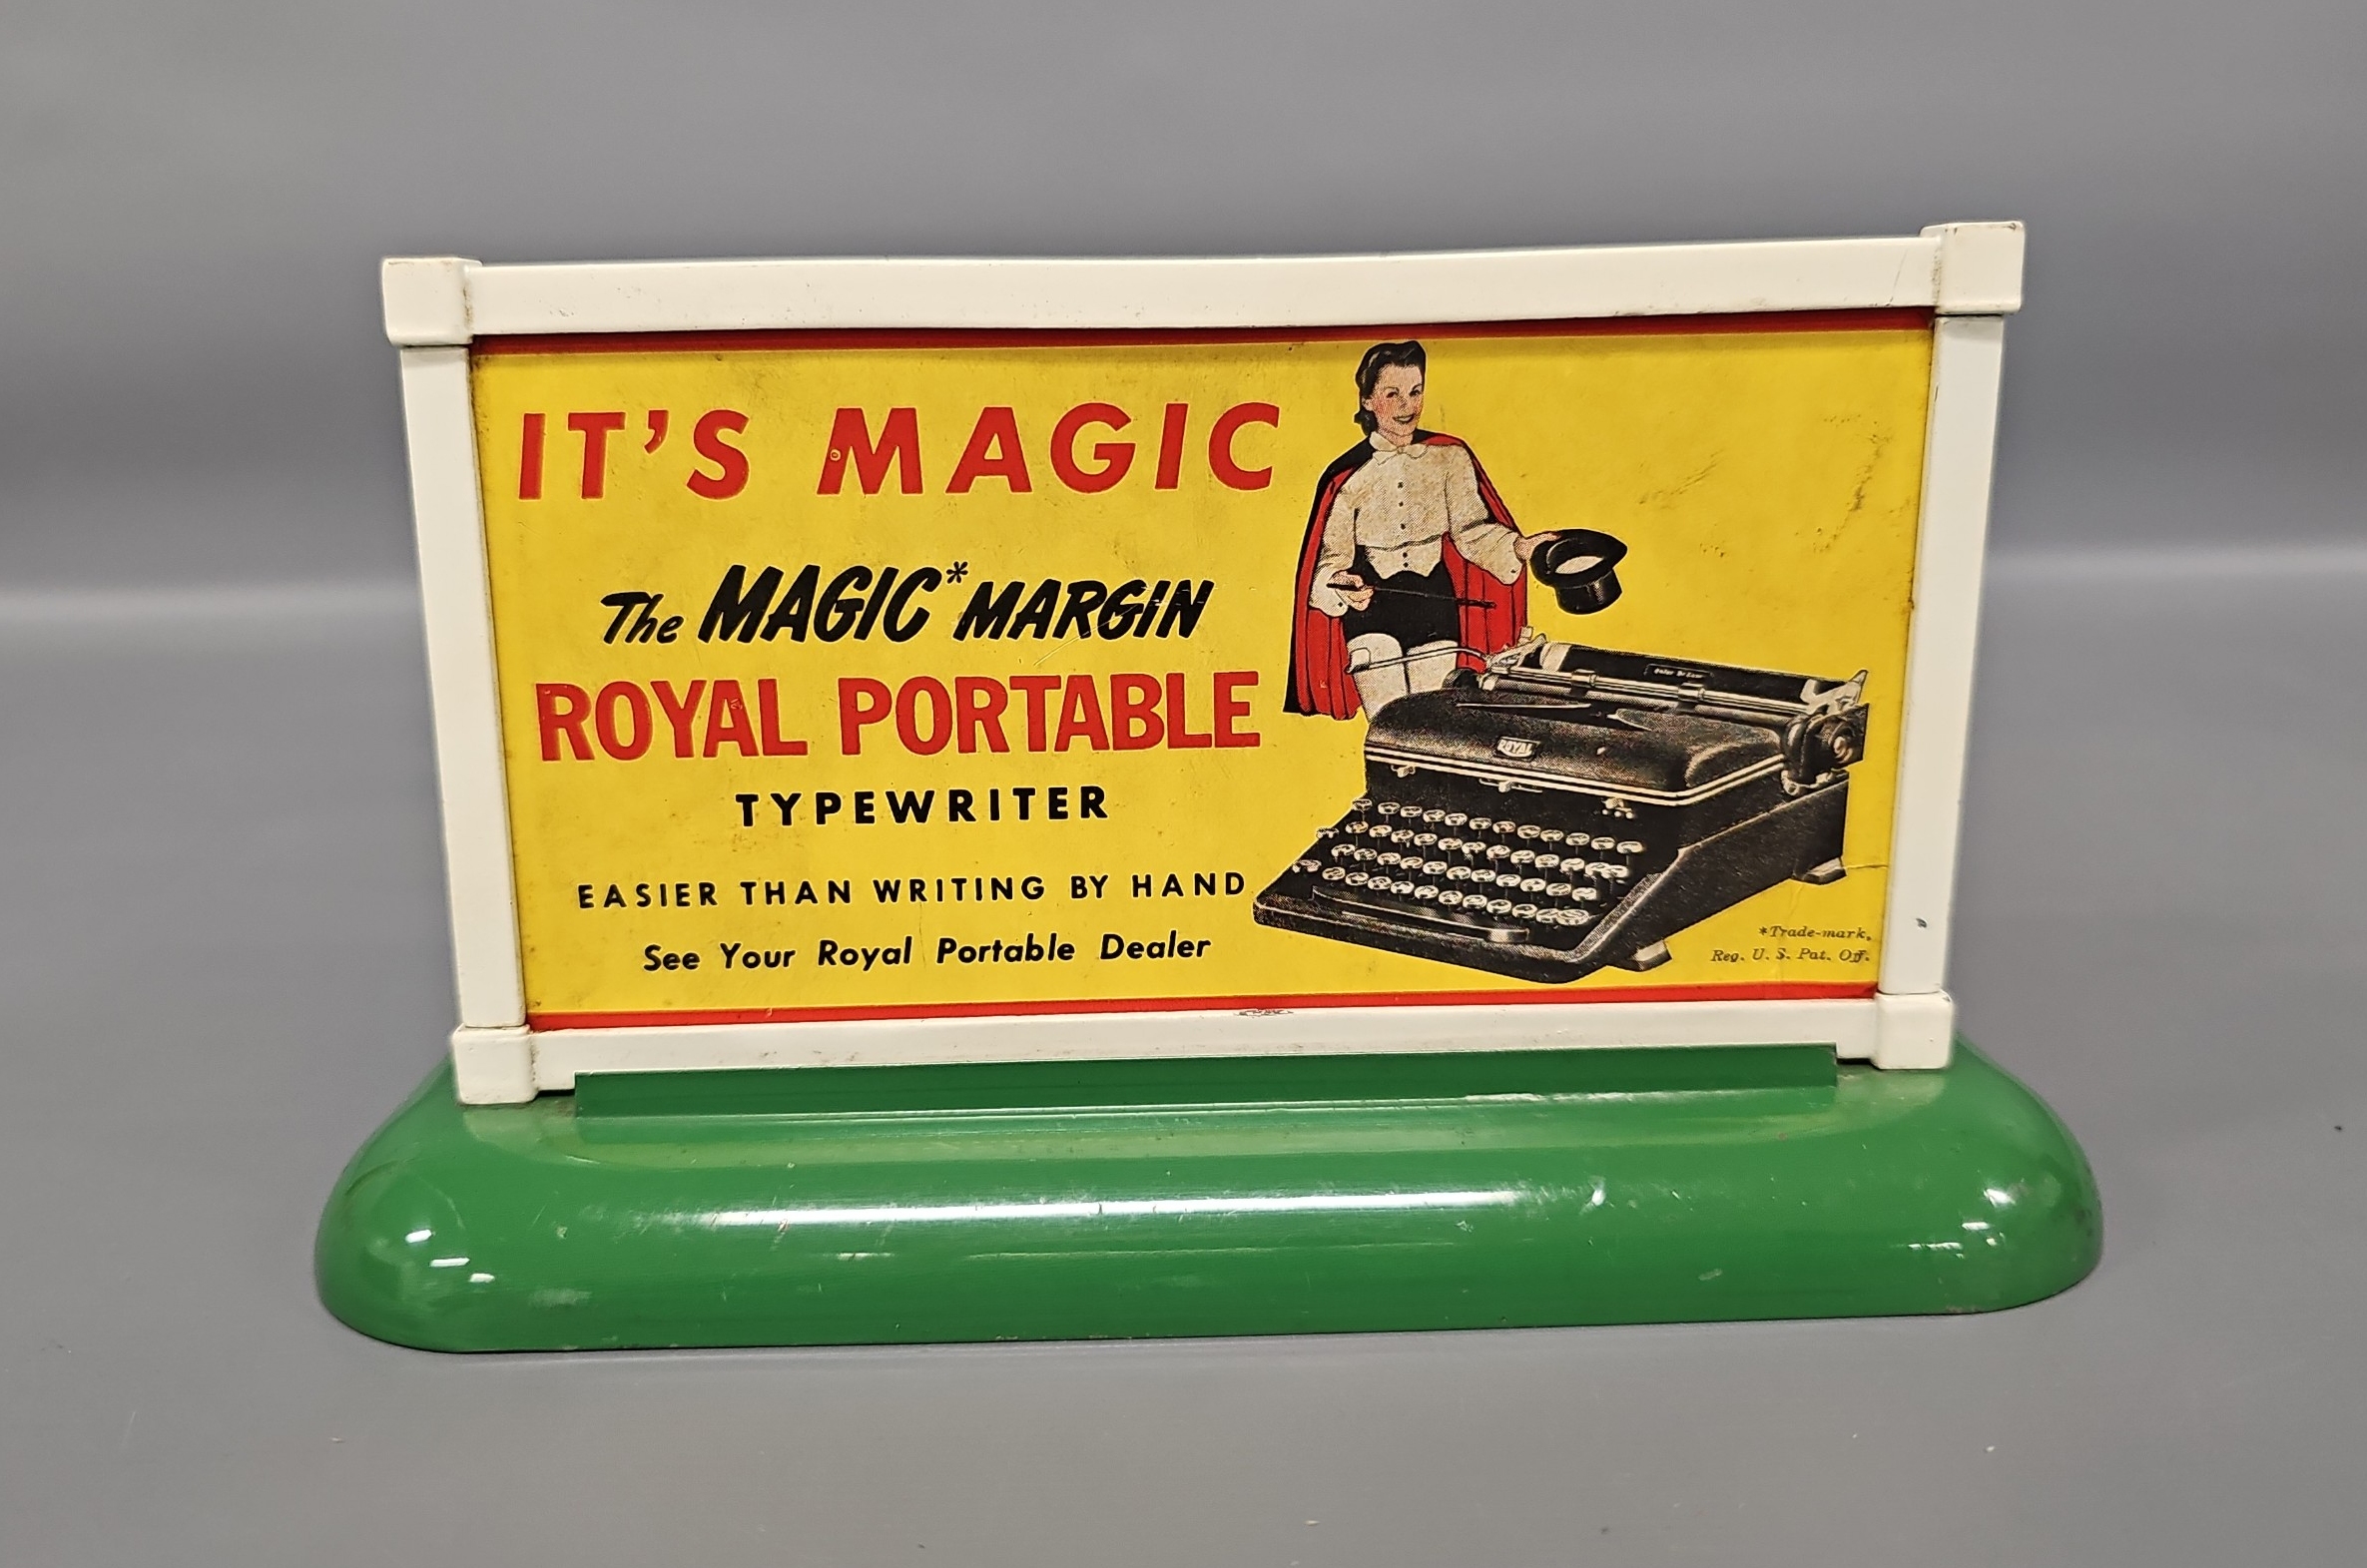 IT'S MAGIC
The MAGIC* MARGIN
ROYAL PORTABLE
TYPEWRITER
EASIER THAN WRITING BY HAND
See Your Royal Portable Dealer
ROYAL
*Trade-mark,
Reg. U. S. Pat. Off.